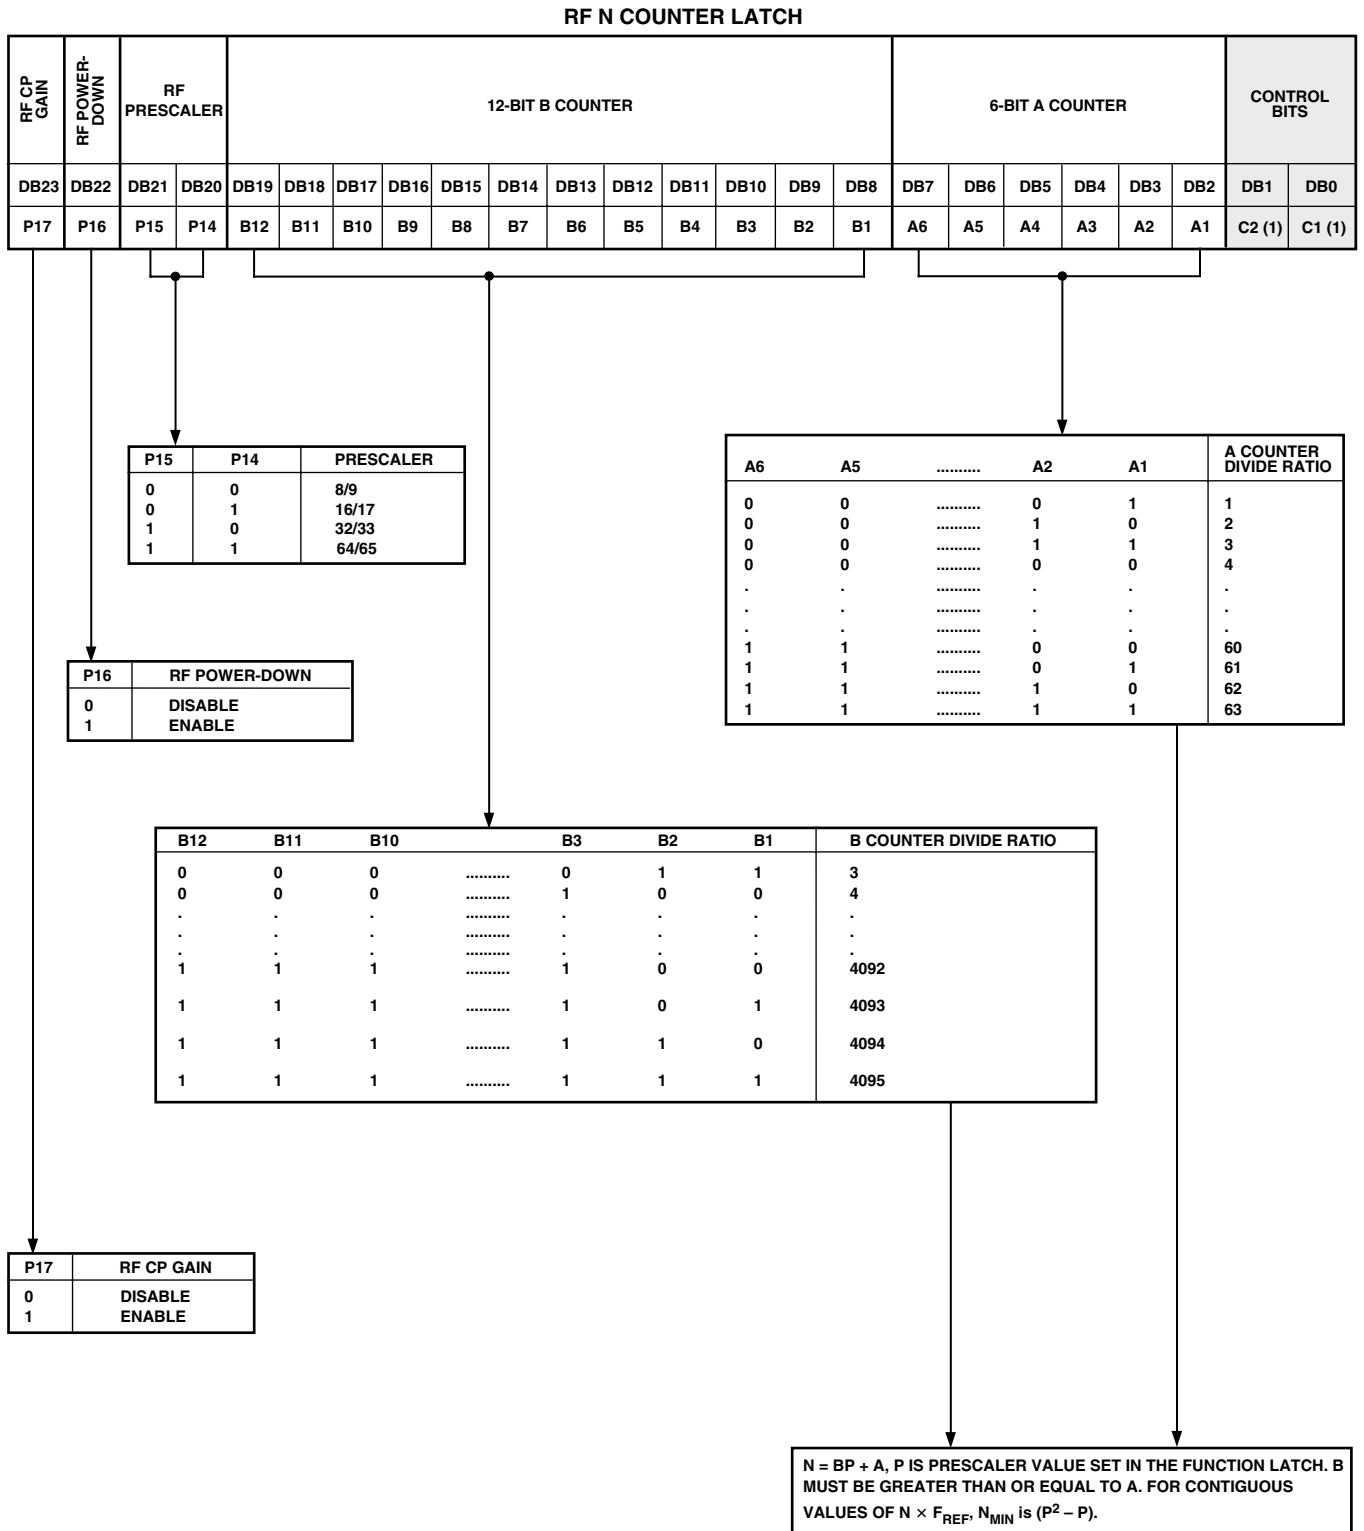 RF N COUNTER LATCH
RF CP GAIN
RF POWER-DOWN
RF PRESCALER
12-BIT B COUNTER
6-BIT A COUNTER
CONTROL BITS
DB23 DB22 DB21 DB20 DB19 DB18 DB17 DB16 DB15 DB14 DB13 DB12 DB11 DB10 DB9 DB8 DB7 DB6 DB5 DB4 DB3 DB2 DB1 DB0
P17 P16 P15 P14 B12 B11 B10 B9 B8 B7 B6 B5 B4 B3 B2 B1 A6 A5 A4 A3 A2 A1 C2 (1) C1 (1)
P15 P14 PRESCALER
0 0 8/9
0 1 16/17
1 0 32/33
1 1 64/65
A6 A5 .......... A2 A1 A COUNTER DIVIDE RATIO
0 0 .......... 0 1 1
0 0 .......... 1 0 2
0 0 .......... 1 1 3
0 0 .......... 0 0 4
. . .......... . . .
. . .......... . . .
. . .......... . . .
1 1 .......... 0 0 60
1 1 .......... 0 1 61
1 1 .......... 1 0 62
1 1 .......... 1 1 63
P16 RF POWER-DOWN
0 DISABLE
1 ENABLE
B12 B11 B10 B3 B2 B1 B COUNTER DIVIDE RATIO
0 0 0 .......... 0 1 1 3
0 0 0 .......... 1 0 0 4
. . . .......... . . . .
. . . .......... . . . .
. . . .......... . . . .
1 1 1 .......... 1 0 0 4092
1 1 1 .......... 1 0 1 4093
1 1 1 .......... 1 1 0 4094
1 1 1 .......... 1 1 1 4095
P17 RF CP GAIN
0 DISABLE
1 ENABLE
N = BP + A, P IS PRESCALER VALUE SET IN THE FUNCTION LATCH. B
MUST BE GREATER THAN OR EQUAL TO A. FOR CONTIGUOUS
VALUES OF N × F_REF, N_MIN is (P² – P).